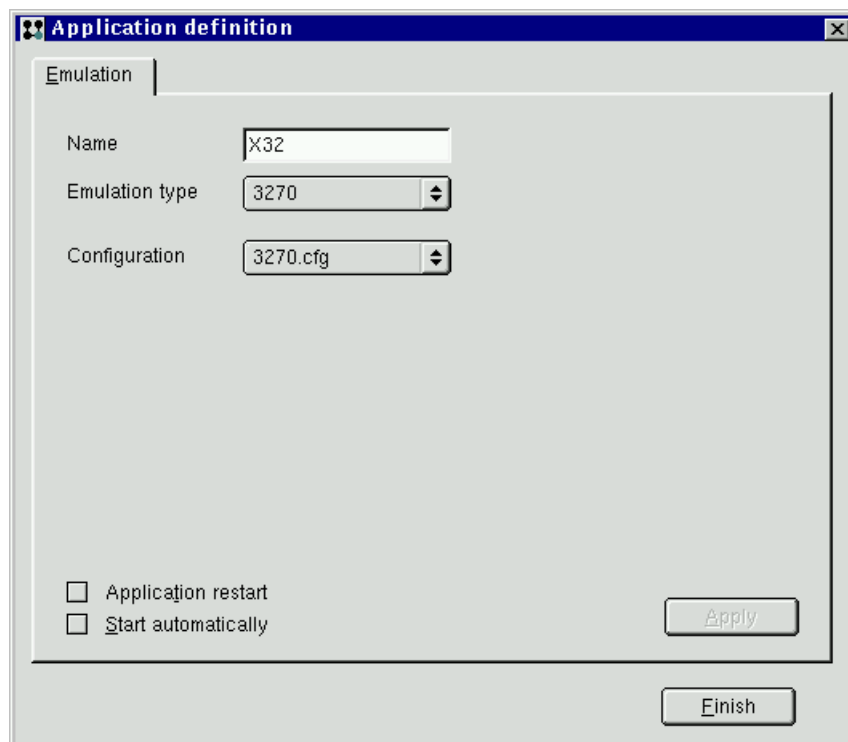 Application definition
Emulation
Name X32
Emulation type 3270
Configuration 3270.cfg
Application restart
Start automatically
Apply
Finish